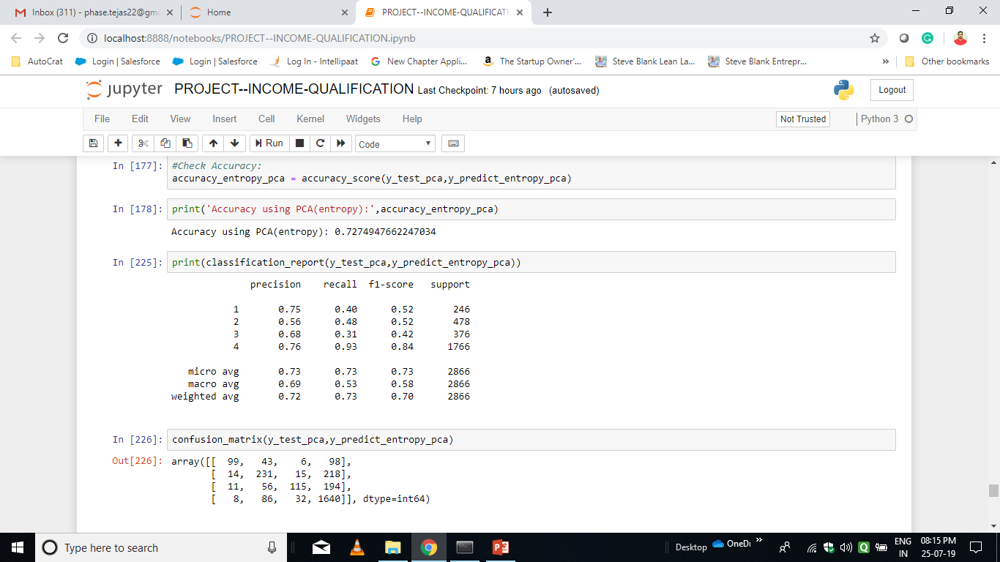 Inbox (311) - phase.tejas22@gma
Home
PROJECT--INCOME-QUALIFICATI
localhost:8888/notebooks/PROJECT--INCOME-QUALIFICATION.ipynb
AutoCrat Login | Salesforce Login | Salesforce Log In - Intellipaat New Chapter Appli... The Startup Owner'... Steve Blank Lean La... Steve Blank Entrepr... » Other bookmarks
jupyter PROJECT--INCOME-QUALIFICATION Last Checkpoint: 7 hours ago (autosaved) Logout
File Edit View Insert Cell Kernel Widgets Help Not Trusted Python 3
Run Code
In [177]: #Check Accuracy:
accuracy_entropy_pca = accuracy_score(y_test_pca,y_predict_entropy_pca)
In [178]: print('Accuracy using PCA(entropy):',accuracy_entropy_pca)
Accuracy using PCA(entropy): 0.7274947662247034
In [225]: print(classification_report(y_test_pca,y_predict_entropy_pca))
precision recall f1-score support
1 0.75 0.40 0.52 246
2 0.56 0.48 0.52 478
3 0.68 0.31 0.42 376
4 0.76 0.93 0.84 1766
micro avg 0.73 0.73 0.73 2866
macro avg 0.69 0.53 0.58 2866
weighted avg 0.72 0.73 0.70 2866
In [226]: confusion_matrix(y_test_pca,y_predict_entropy_pca)
Out[226]: array([[ 99, 43, 6, 98],
[ 14, 231, 15, 218],
[ 11, 56, 115, 194],
[ 8, 86, 32, 1640]], dtype=int64)
Type here to search Desktop OneDr » ENG 08:15 PM
IN 25-07-19